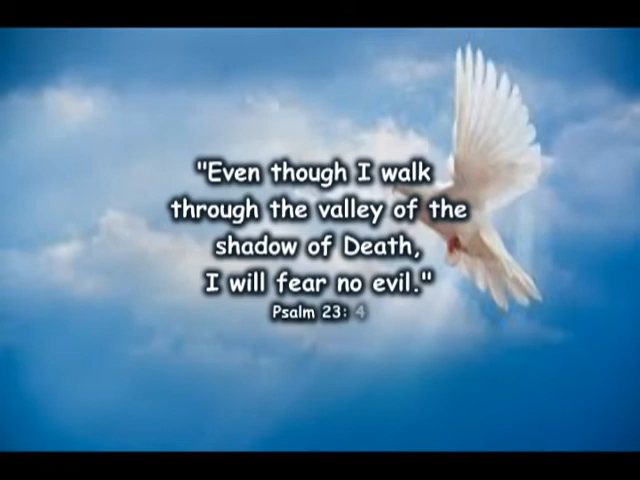 "Even though I walk
through the valley of the
shadow of Death,
I will fear no evil."
Psalm 23: 4